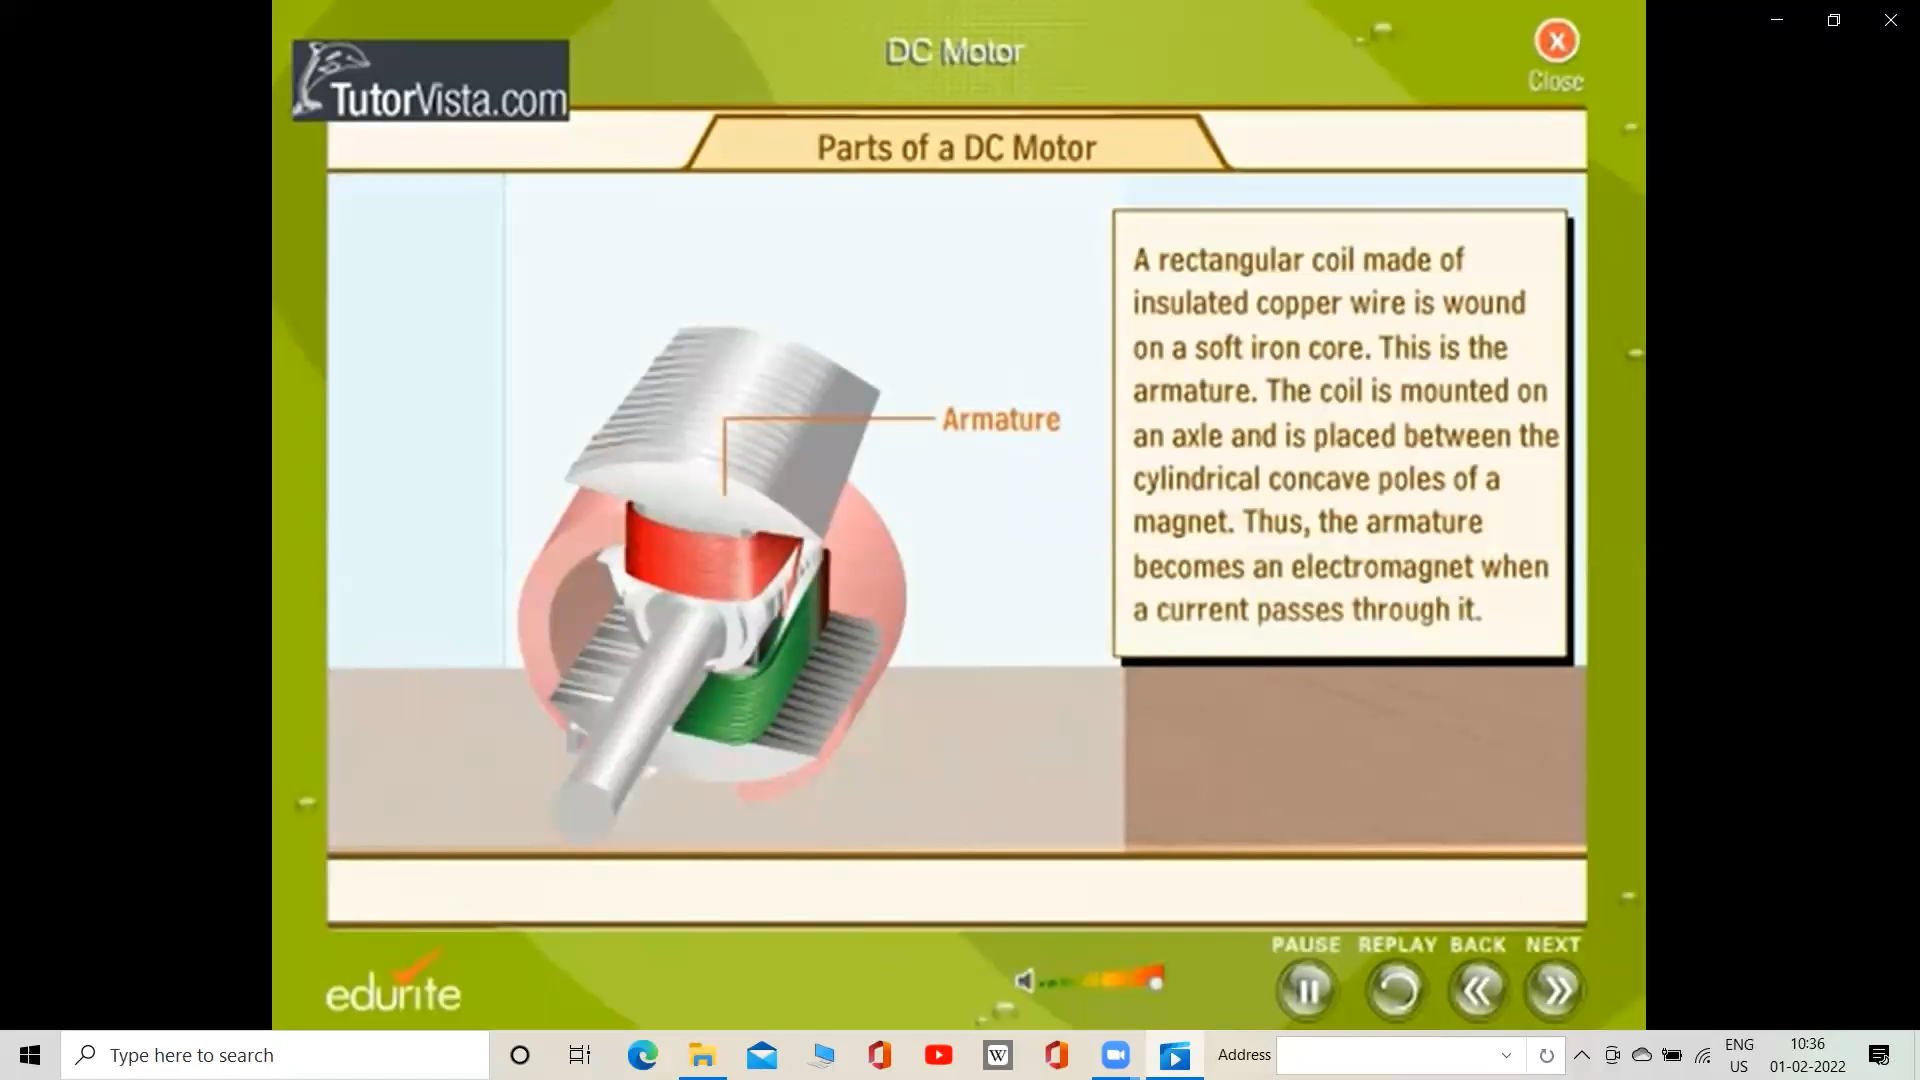 DC Motor
X
Close
TutorVista.com
Parts of a DC Motor
A rectangular coil made of
insulated copper wire is wound
on a soft iron core. This is the
armature. The coil is mounted on
an axle and is placed between the
cylindrical concave poles of a
magnet. Thus, the armature
becomes an electromagnet when
a current passes through it.
Armature
PAUSE REPLAY BACK NEXT
edurite
Type here to search
W
Address
ENG
US
10:36
01-02-2022